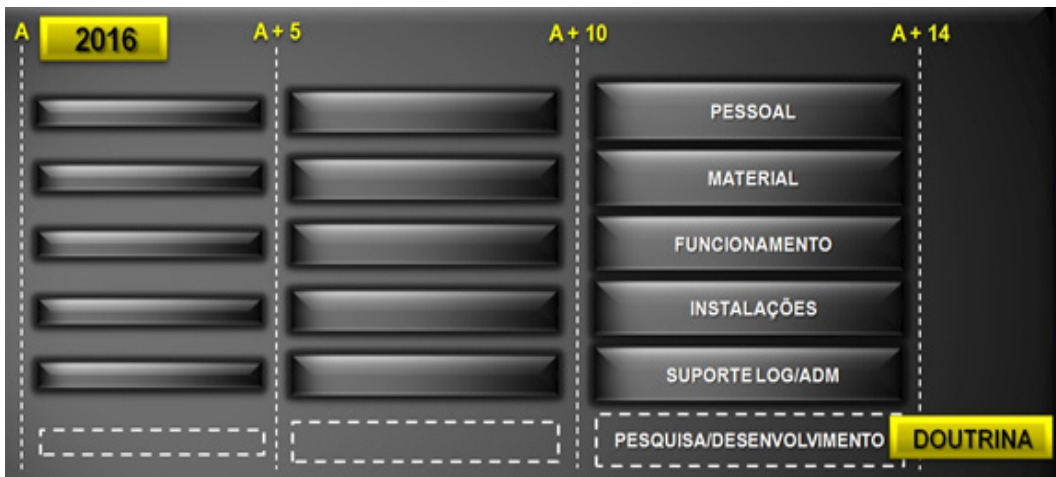 A 2016 A + 5 A + 10 A + 14
PESSOAL
MATERIAL
FUNCIONAMENTO
INSTALAÇÕES
SUPORTE LOG/ADM
PESQUISA/DESENVOLVIMENTO DOUTRINA